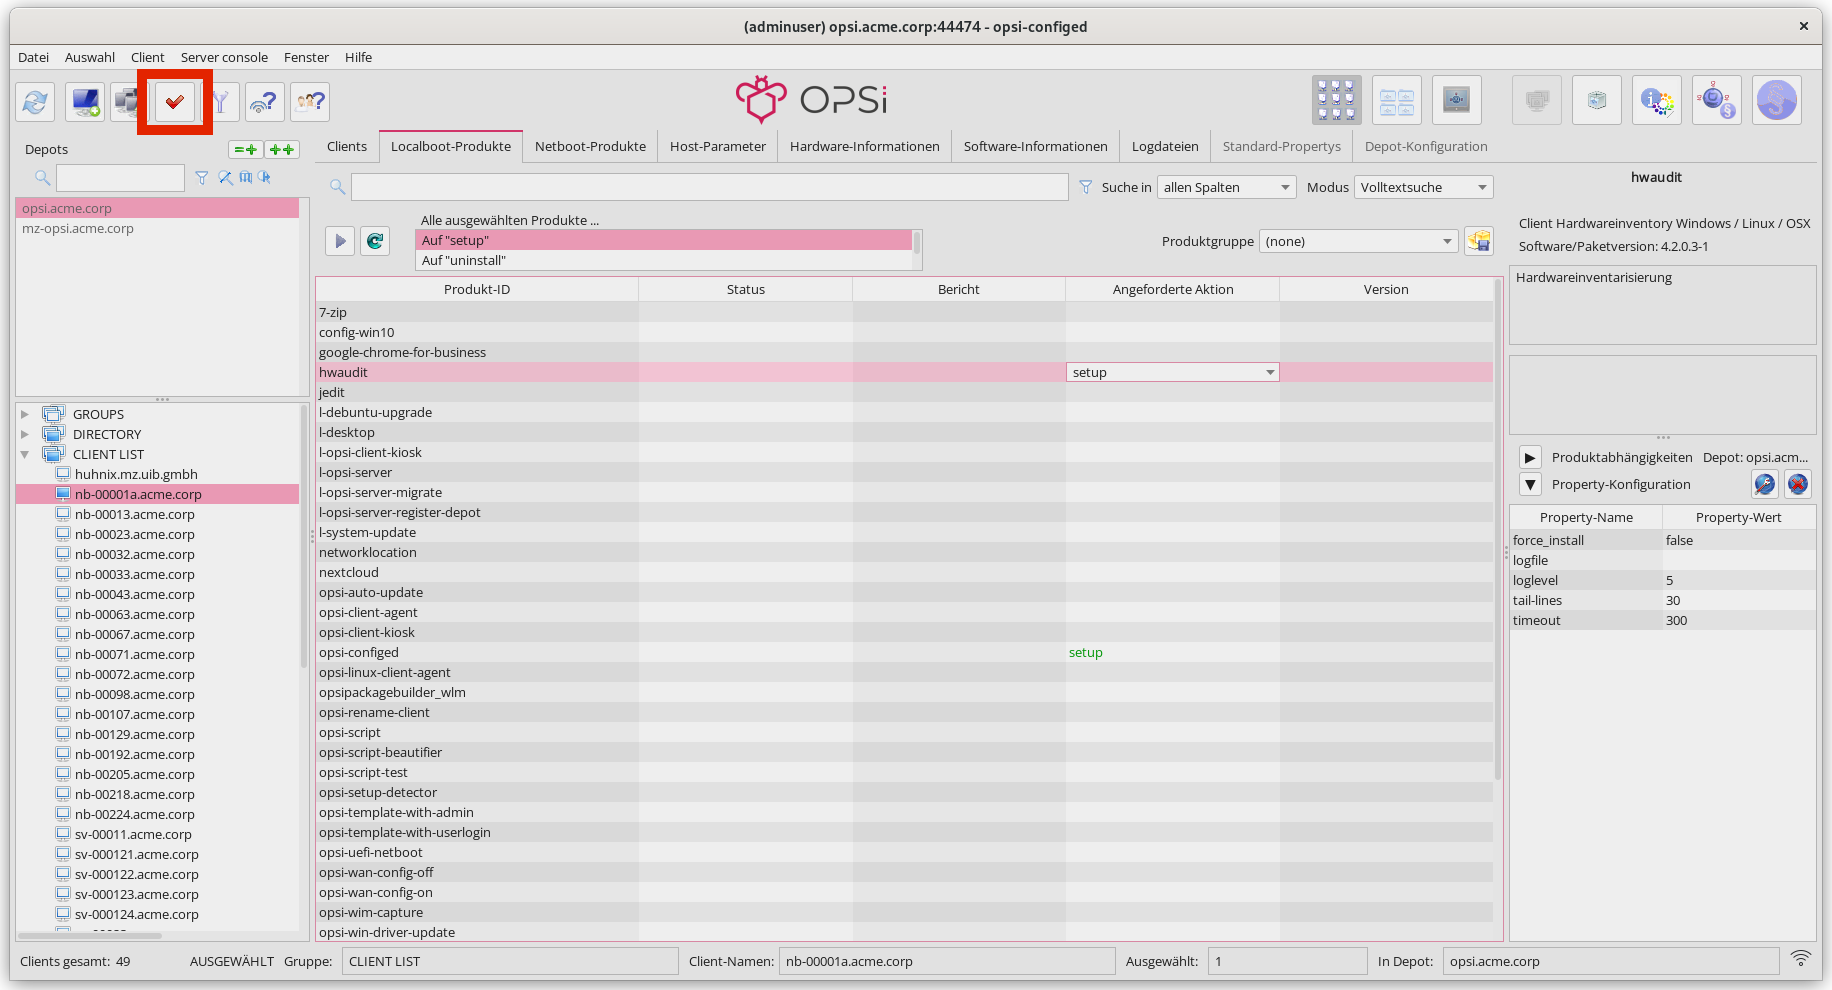 (adminuser) opsi.acme.corp:44474 - opsi-configed
Datei Auswahl Client Server console Fenster Hilfe
OPSi
Depots
opsi.acme.corp
mz-opsi.acme.corp
GROUPS
DIRECTORY
CLIENT LIST
huhnix.mz.uib.gmbh
nb-00001a.acme.corp
nb-00013.acme.corp
nb-00023.acme.corp
nb-00032.acme.corp
nb-00033.acme.corp
nb-00043.acme.corp
nb-00063.acme.corp
nb-00067.acme.corp
nb-00071.acme.corp
nb-00072.acme.corp
nb-00098.acme.corp
nb-00107.acme.corp
nb-00129.acme.corp
nb-00192.acme.corp
nb-00205.acme.corp
nb-00218.acme.corp
nb-00224.acme.corp
sv-00011.acme.corp
sv-000121.acme.corp
sv-000122.acme.corp
sv-000123.acme.corp
sv-000124.acme.corp
Clients Localboot-Produkte Netboot-Produkte Host-Parameter Hardware-Informationen Software-Informationen Logdateien Standard-Propertys Depot-Konfiguration
Suche in allen Spalten Modus Volltextsuche
Alle ausgewählten Produkte ...
Auf "setup"
Auf "uninstall"
Produktgruppe (none)
Produkt-ID Status Bericht Angeforderte Aktion Version
7-zip
config-win10
google-chrome-for-business
hwaudit setup
jedit
l-debuntu-upgrade
l-desktop
l-opsi-client-kiosk
l-opsi-server
l-opsi-server-migrate
l-opsi-server-register-depot
l-system-update
networklocation
nextcloud
opsi-auto-update
opsi-client-agent
opsi-client-kiosk
opsi-configed setup
opsi-linux-client-agent
opsipackagebuilder_wlm
opsi-rename-client
opsi-script
opsi-script-beautifier
opsi-script-test
opsi-setup-detector
opsi-template-with-admin
opsi-template-with-userlogin
opsi-uefi-netboot
opsi-wan-config-off
opsi-wan-config-on
opsi-wim-capture
opsi-win-driver-update
hwaudit
Client Hardwareinventory Windows / Linux / OSX
Software/Paketversion: 4.2.0.3-1
Hardwareinventarisierung
Produktabhängigkeiten Depot: opsi.acm...
Property-Konfiguration
Property-Name Property-Wert
force_install false
logfile
loglevel 5
tail-lines 30
timeout 300
Clients gesamt: 49 AUSGEWÄHLT Gruppe: CLIENT LIST Client-Namen: nb-00001a.acme.corp Ausgewählt: 1 In Depot: opsi.acme.corp